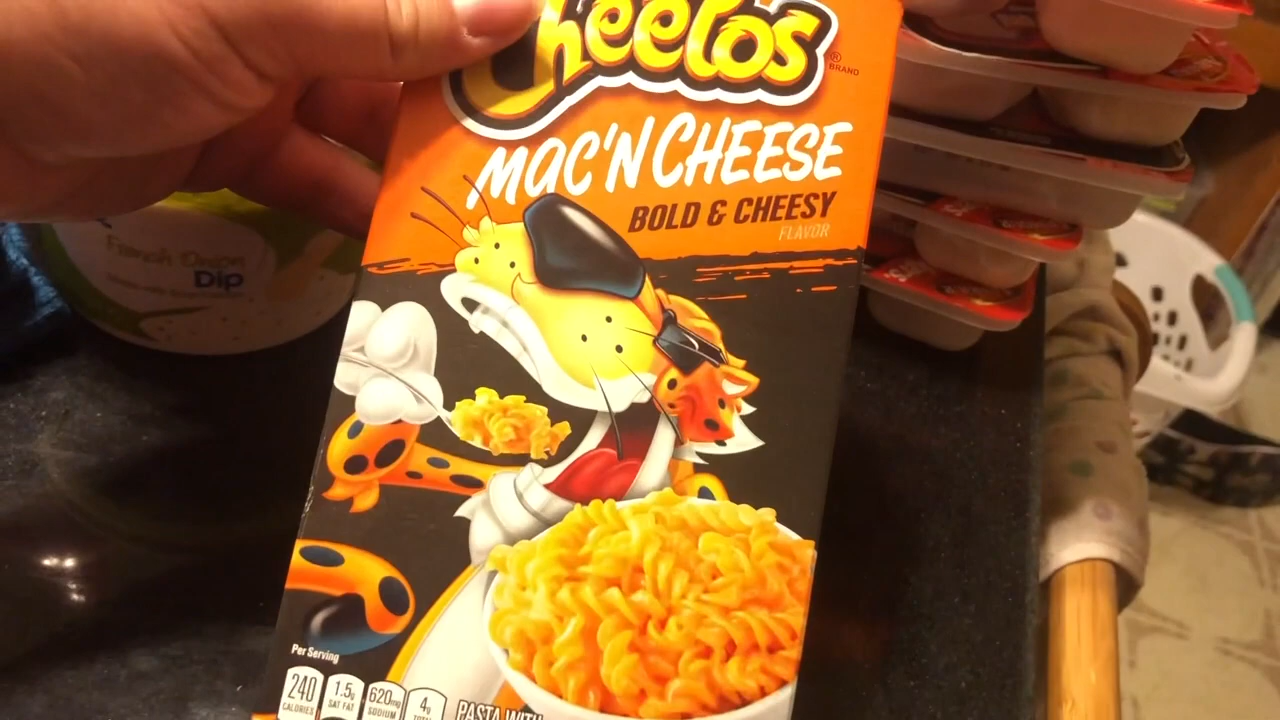 Cheetos®
BRAND
MAC'N CHEESE
BOLD & CHEESY
FLAVOR
French Onion
Dip
Per Serving
240
CALORIES
1.5g
SAT FAT
620mg
SODIUM
4g
TOTAL
PASTA WITH